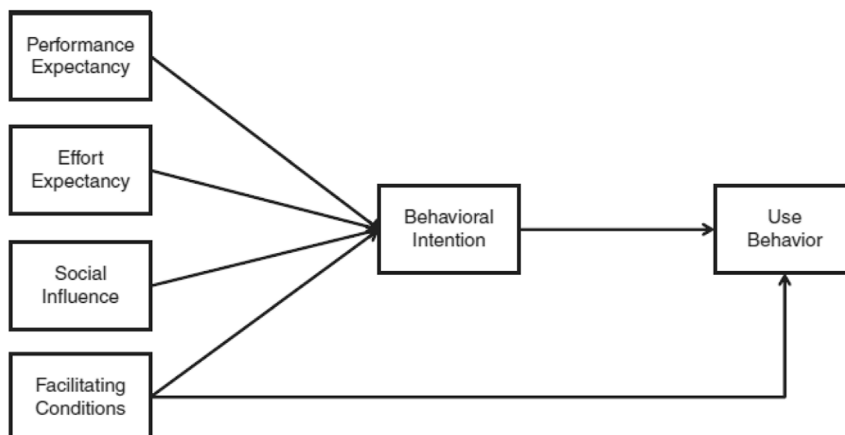 Performance
Expectancy
Effort
Expectancy
Social
Influence
Facilitating
Conditions
Behavioral
Intention
Use
Behavior